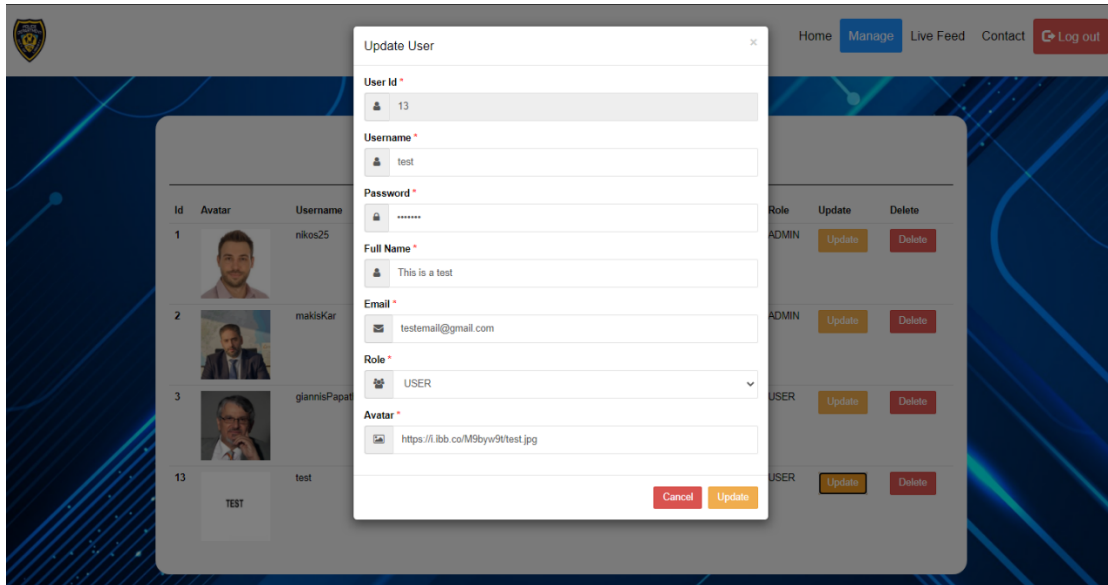 Home Manage Live Feed Contact Log out
Update User ×
User Id *
13
Username *
test
Password *
•••••••
Full Name *
This is a test
Email *
testemail@gmail.com
Role *
USER
Avatar *
https://i.ibb.co/M9byw9t/test.jpg
Cancel Update
Id Avatar Username Role Update Delete
1 nikos25 ADMIN Update Delete
2 makisKar ADMIN Update Delete
3 giannisPapat USER Update Delete
13 TEST test USER Update Delete